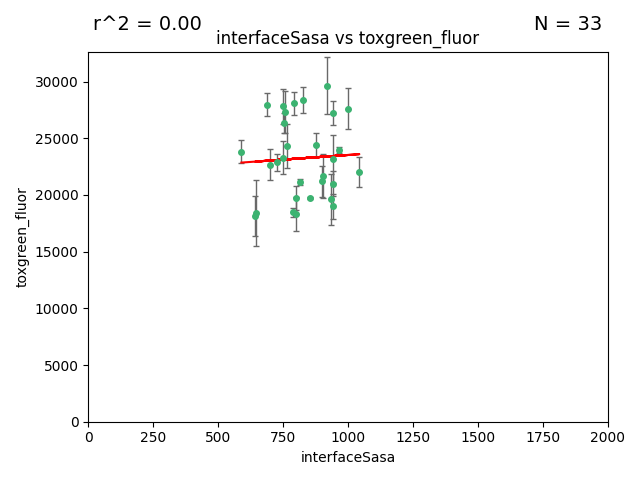 r^2 = 0.00
N = 33
interfaceSasa vs toxgreen_fluor
30000
25000
20000
15000
10000
5000
0
toxgreen_fluor
0 250 500 750 1000 1250 1500 1750 2000
interfaceSasa